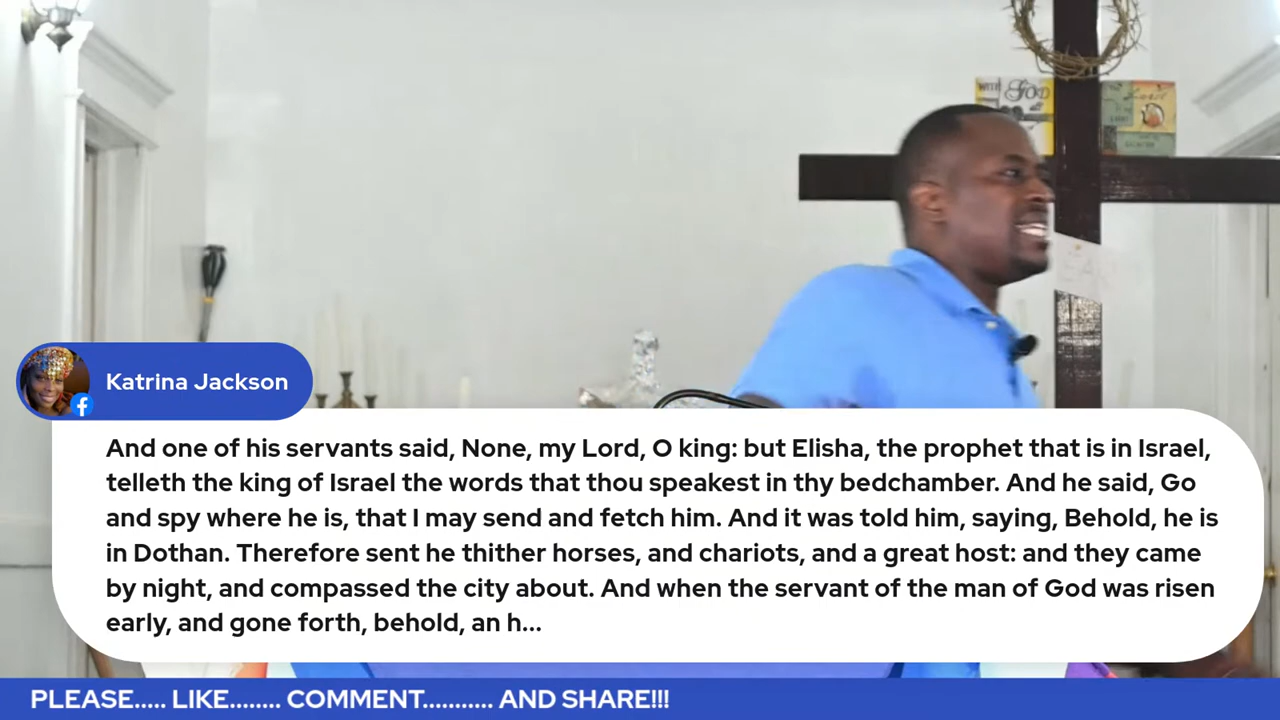 WITH GOD
Lord
Katrina Jackson
And one of his servants said, None, my Lord, O king: but Elisha, the prophet that is in Israel,
telleth the king of Israel the words that thou speakest in thy bedchamber. And he said, Go
and spy where he is, that I may send and fetch him. And it was told him, saying, Behold, he is
in Dothan. Therefore sent he thither horses, and chariots, and a great host: and they came
by night, and compassed the city about. And when the servant of the man of God was risen
early, and gone forth, behold, an h...
PLEASE..... LIKE........ COMMENT........... AND SHARE!!!